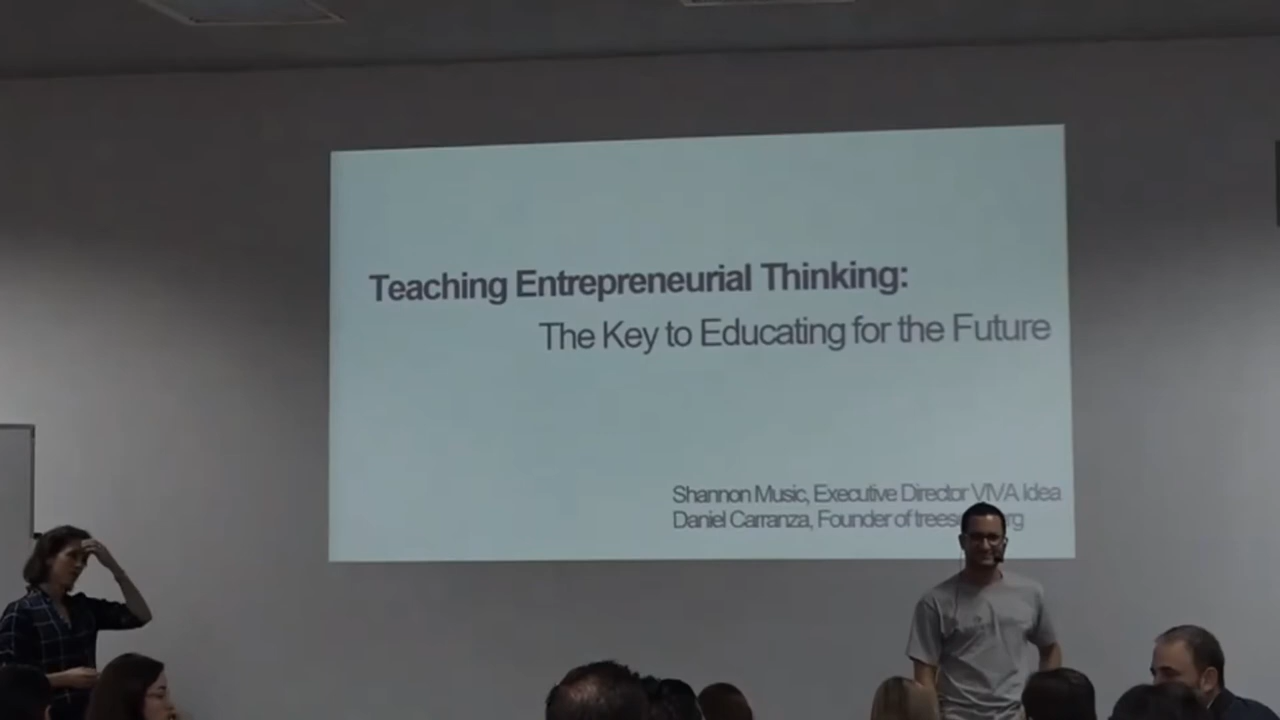 Teaching Entrepreneurial Thinking:
The Key to Educating for the Future
Shannon Music, Executive Director VIVA Idea
Daniel Carranza, Founder of